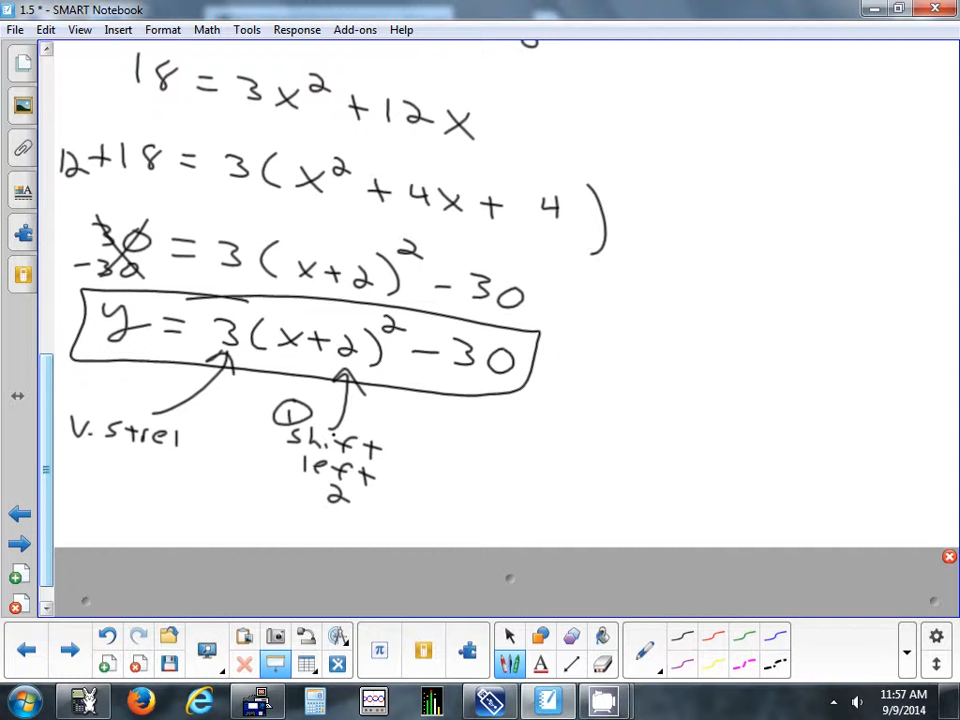 1.5 * - SMART Notebook
File Edit View Insert Format Math Tools Response Add-ons Help
18 = 3x² + 12x
12+18 = 3(x² + 4x + 4)
30 = 3(x+2)² - 30
-30
y = 3(x+2)² - 30
v. strel
① shift
left
2
11:57 AM
9/9/2014